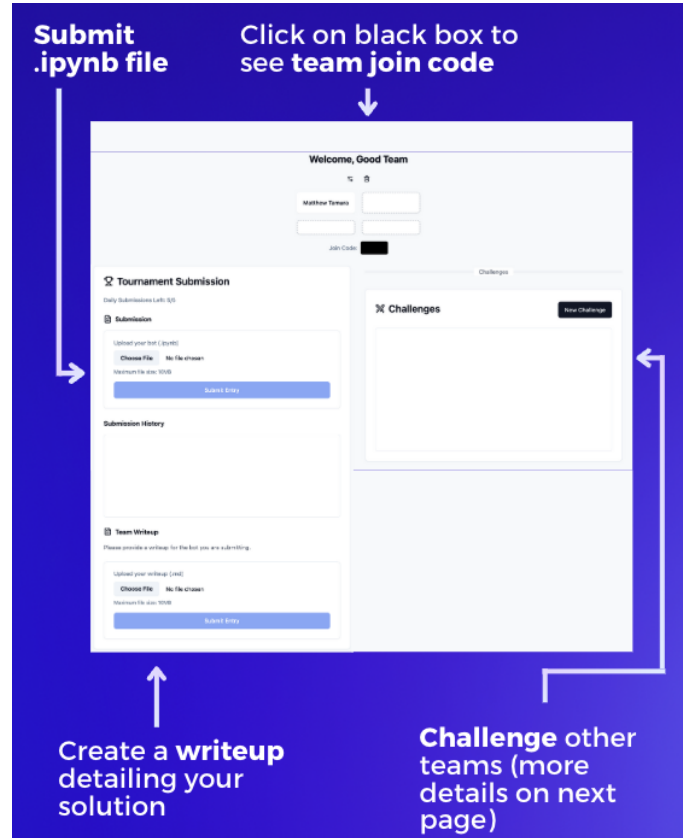 Submit
.ipynb file
Click on black box to
see team join code
Welcome, Good Team
Matthew Tamara
Join Code
Tournament Submission
Daily Submissions Left: 5/5
Submission
Upload your bot (.ipynb)
Choose File No file chosen
Maximum file size: 10MB
Submit Entry
Submission History
Team Writeup
Please provide a writeup for the bot you are submitting.
Upload your writeup (.md)
Choose File No file chosen
Maximum file size: 10MB
Submit Entry
Challenges
Challenges
New Challenge
Create a writeup
detailing your
solution
Challenge other
teams (more
details on next
page)